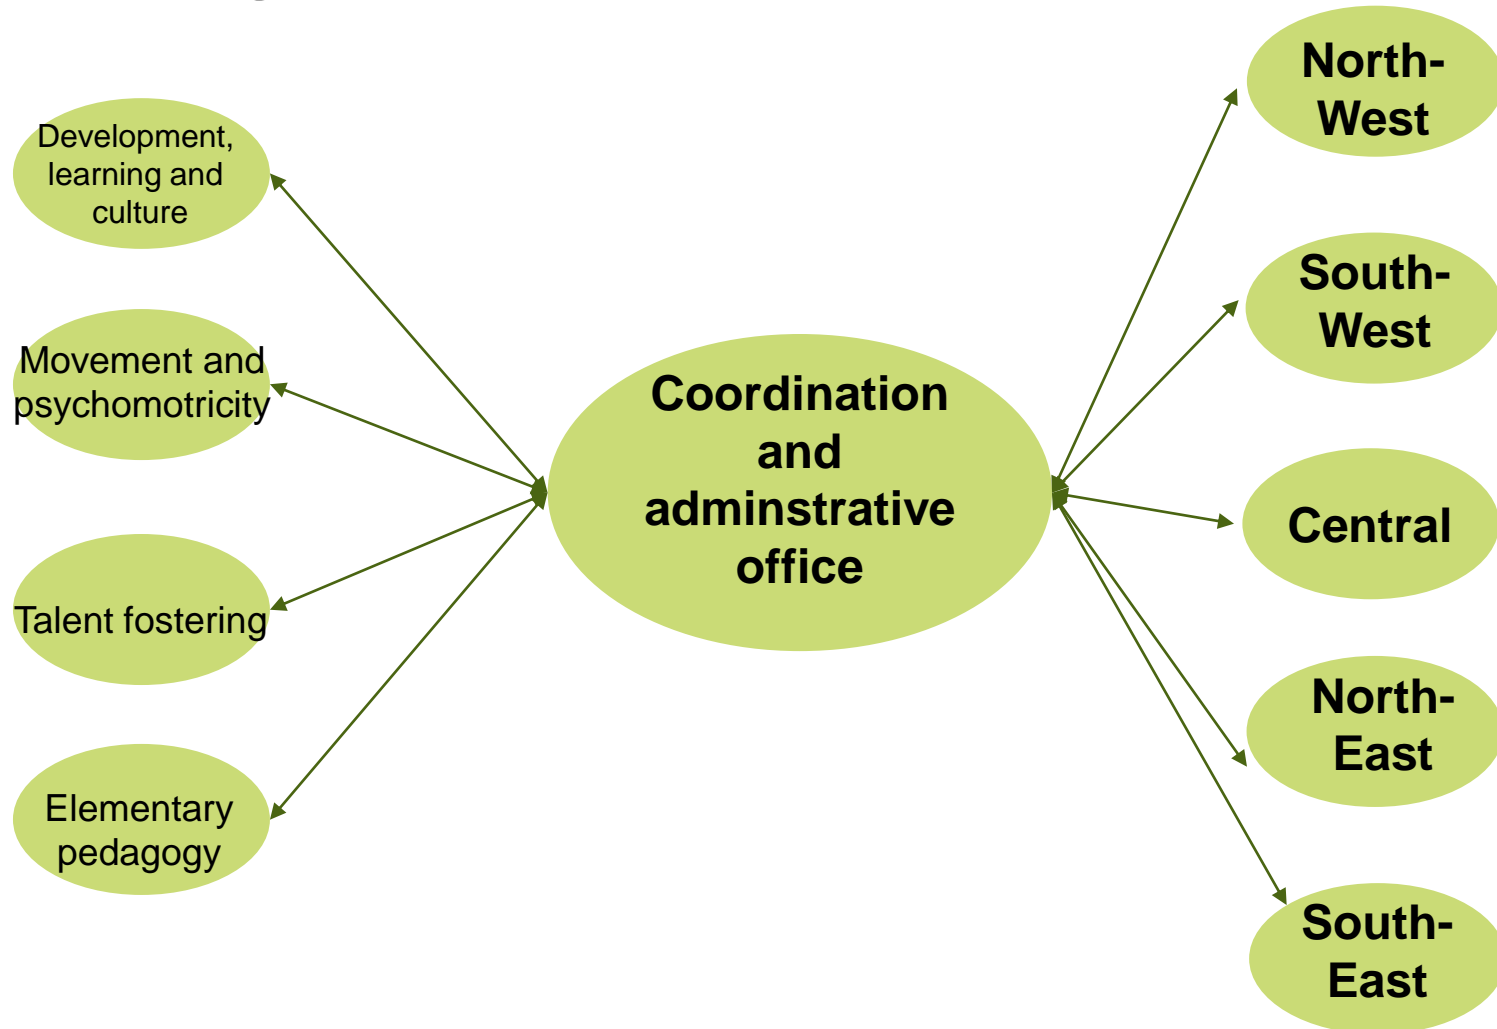 Development,
learning and
culture
Movement and
psychomotricity
Talent fostering
Elementary
pedagogy
Coordination
and
adminstrative
office
North-
West
South-
West
Central
North-
East
South-
East